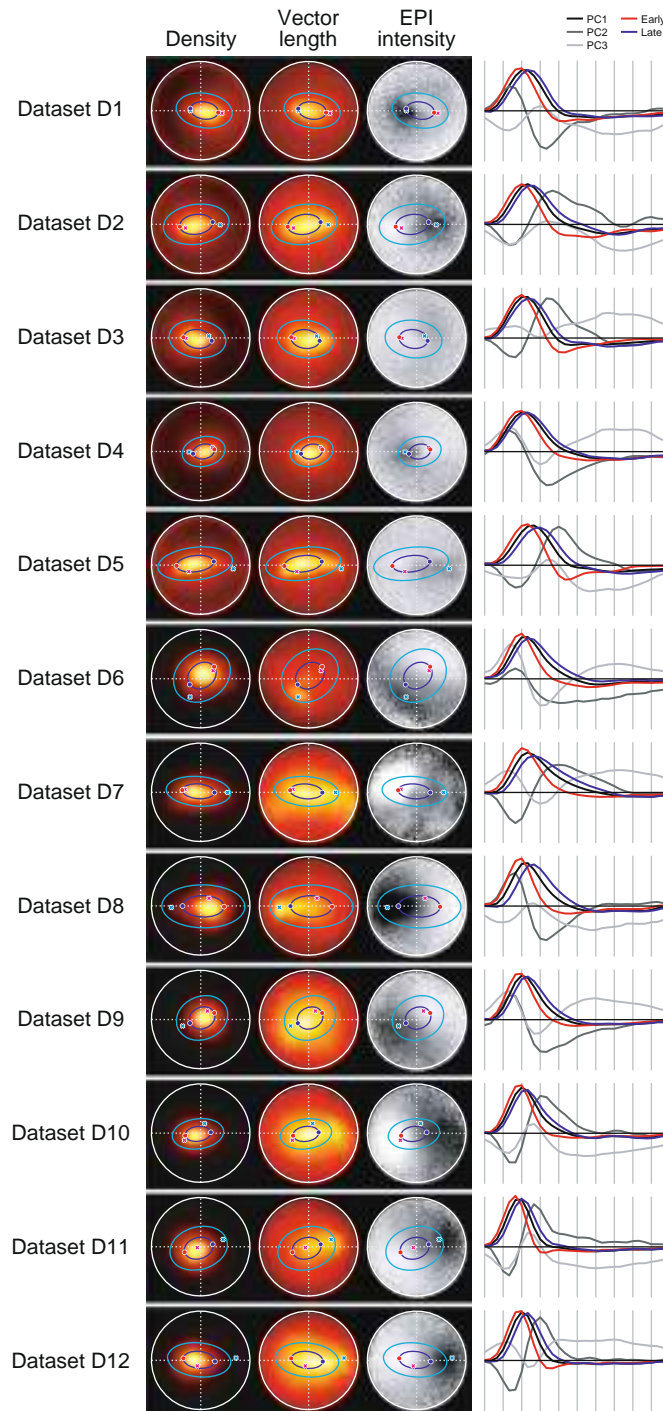 Density
Vector length
EPI intensity
PC1
PC2
PC3
Early
Late
Dataset D1
Dataset D2
Dataset D3
Dataset D4
Dataset D5
Dataset D6
Dataset D7
Dataset D8
Dataset D9
Dataset D10
Dataset D11
Dataset D12